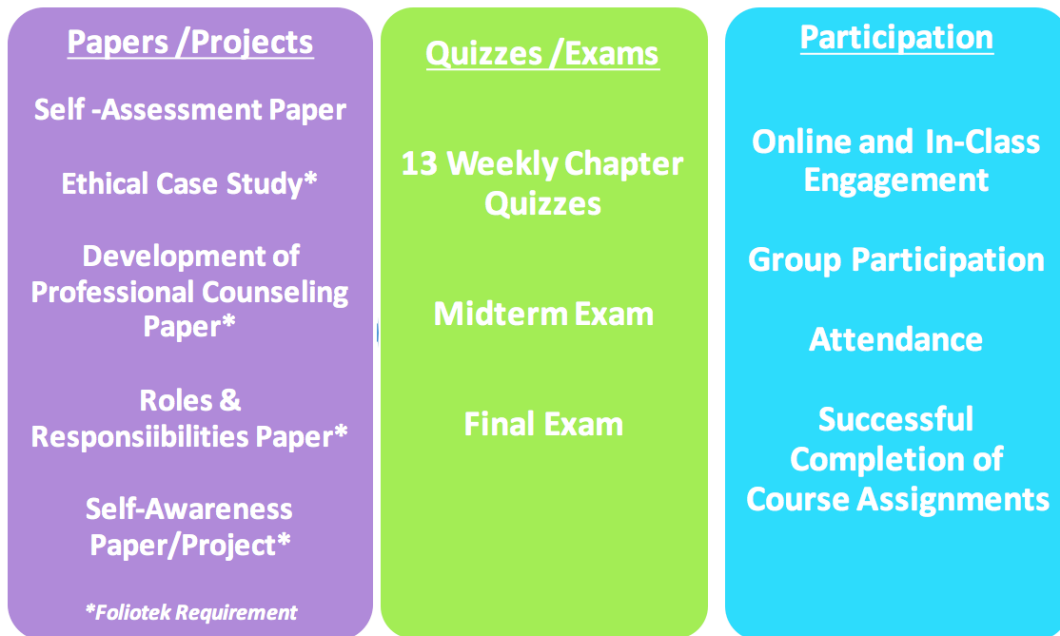 Papers /Projects
Self -Assessment Paper
Ethical Case Study*
Development of
Professional Counseling
Paper*
Roles &
Responsiibilities Paper*
Self-Awareness
Paper/Project*
*Foliotek Requirement
Quizzes /Exams
13 Weekly Chapter
Quizzes
Midterm Exam
Final Exam
Participation
Online and In-Class
Engagement
Group Participation
Attendance
Successful
Completion of
Course Assignments